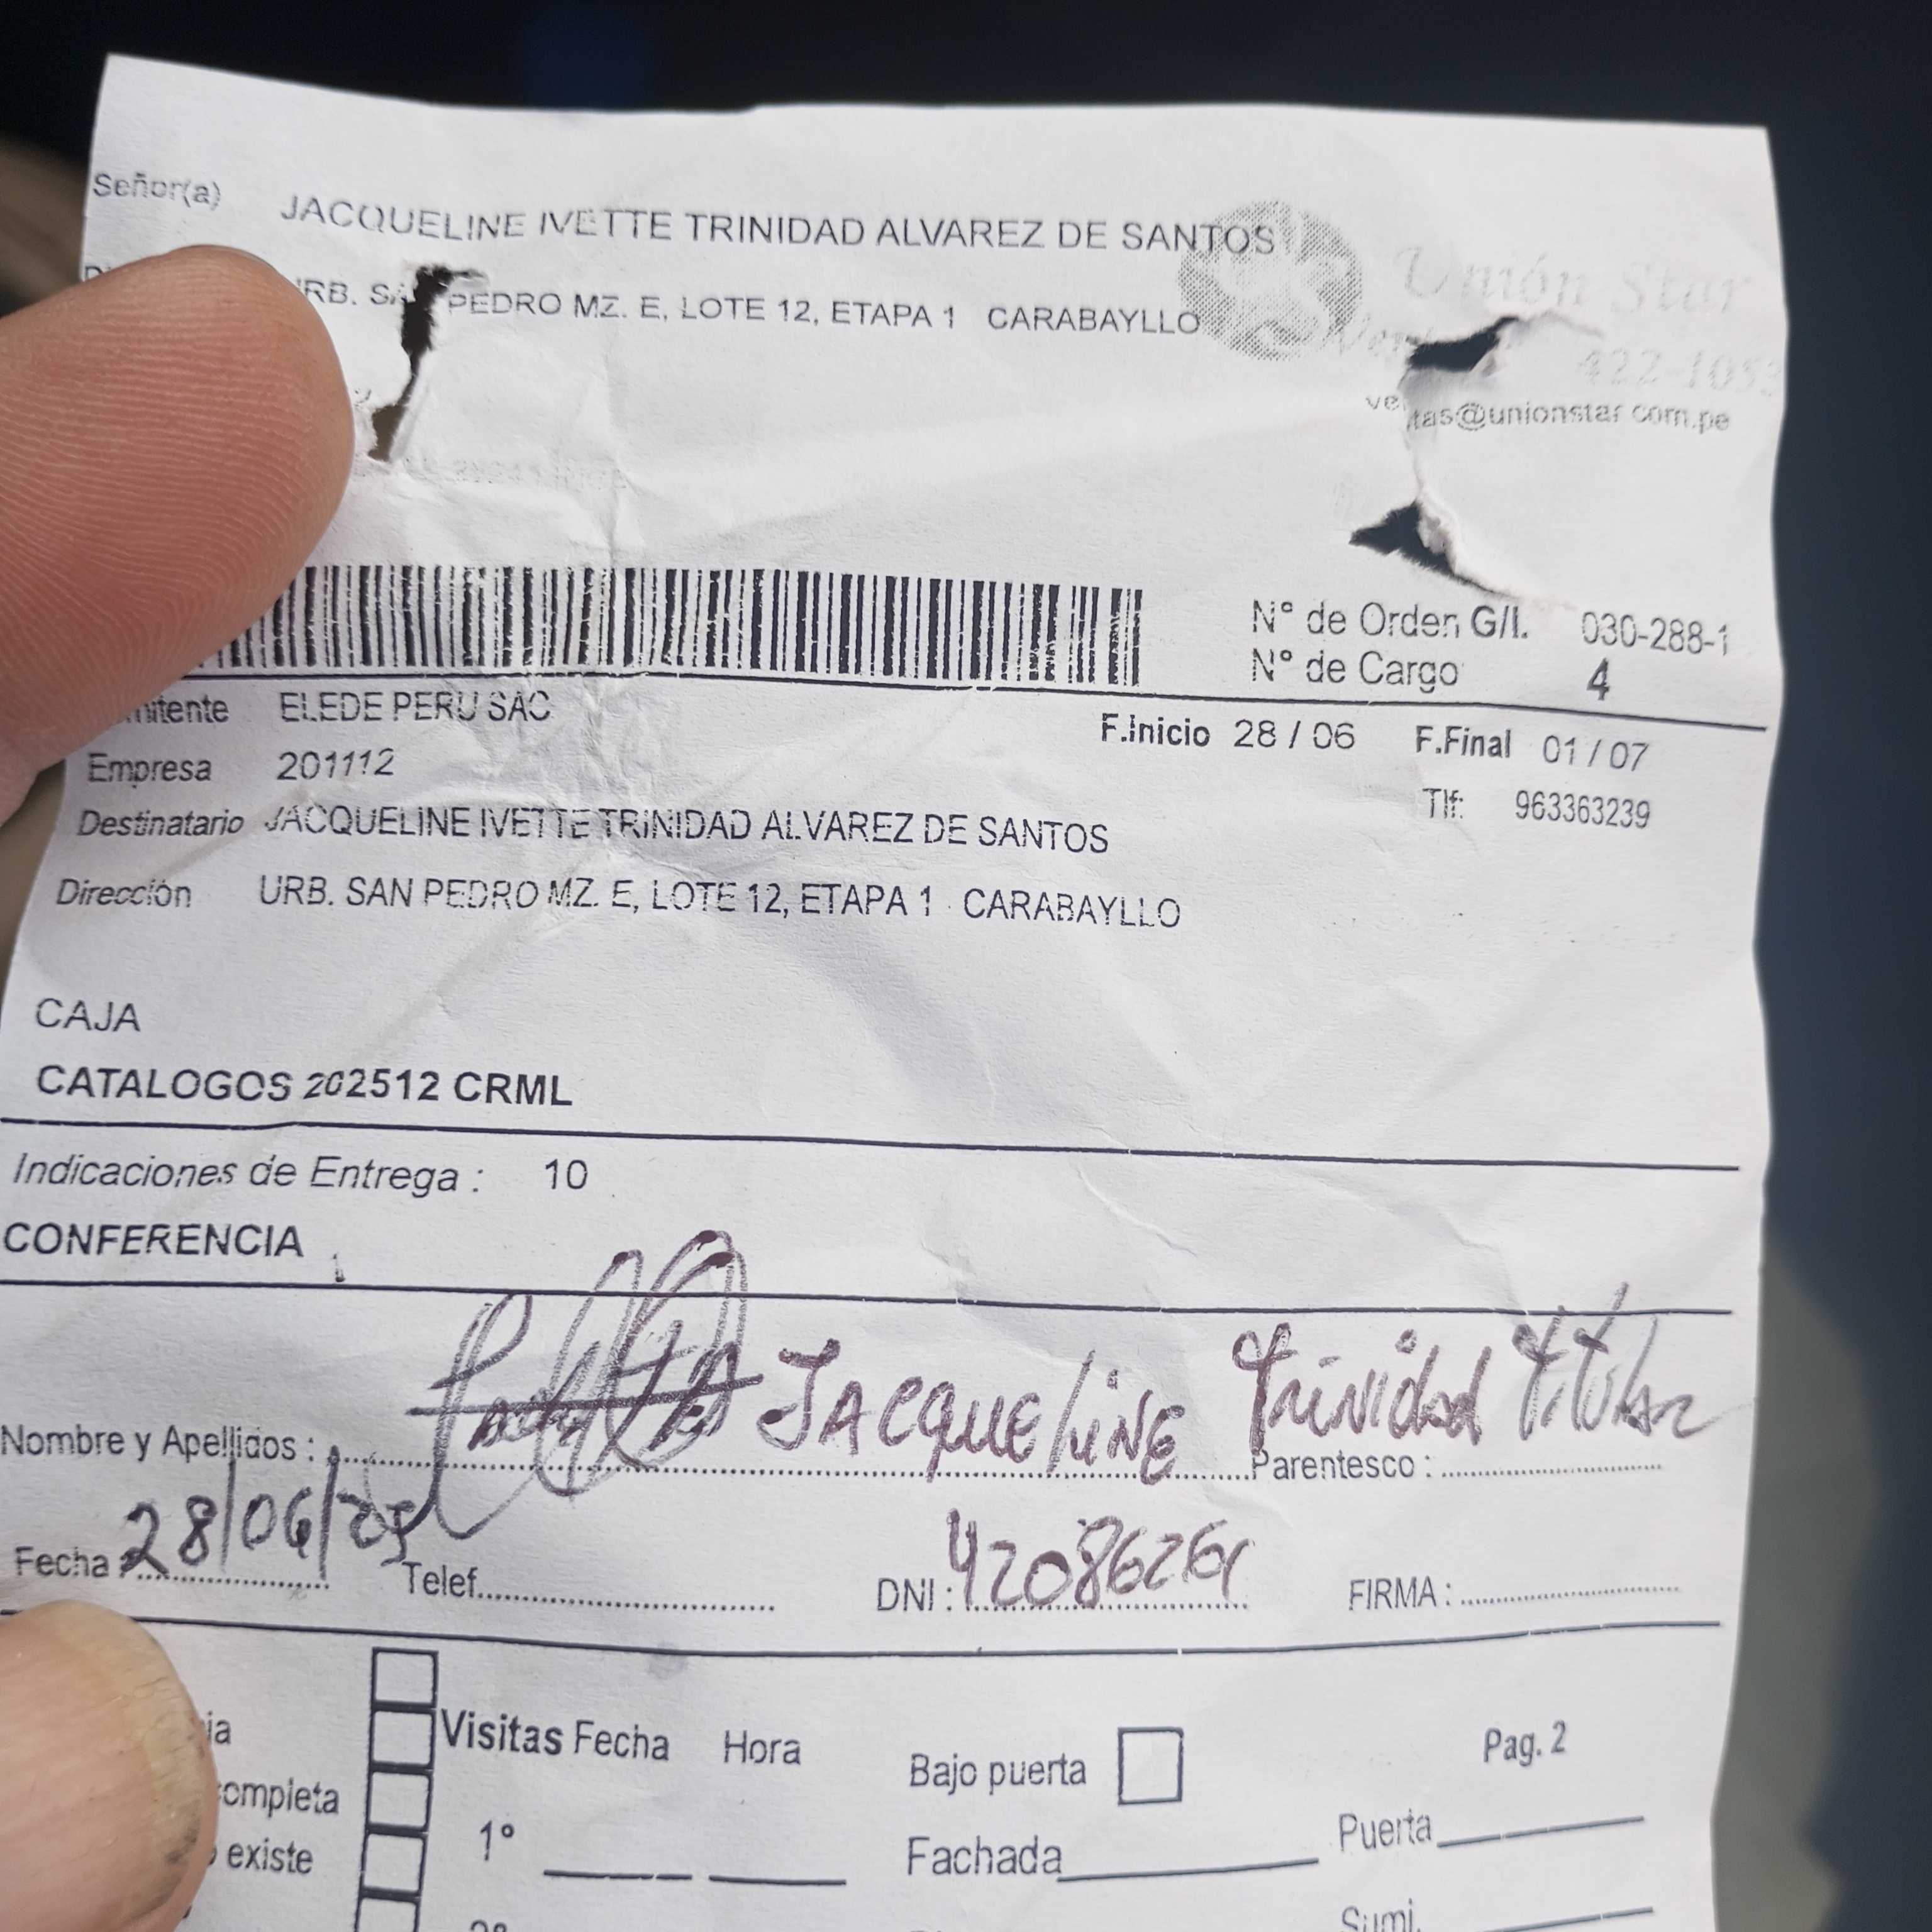 Señor(a) JACQUELINE IVETTE TRINIDAD ALVAREZ DE SANTOS
Unión Star
PEDRO MZ. E, LOTE 12, ETAPA 1 CARABAYLLO
422-1053
tas@unionstar.com.pe
N° de Orden G/I. 030-288-1
N° de Cargo 4
ELEDE PERU SAC
F.Inicio 28 / 06 F.Final 01 / 07
Empresa 201112
Tlf: 963363239
Destinatario JACQUELINE IVETTE TRINIDAD ALVAREZ DE SANTOS
Dirección URB. SAN PEDRO MZ. E, LOTE 12, ETAPA 1 CARABAYLLO
CAJA
CATALOGOS 202512 CRML
Indicaciones de Entrega : 10
CONFERENCIA
Nombre y Apellidos : JACQUEliNE Trinidad Titular
Parentesco :
Fecha : 28/06/25 Telef. DNI : FIRMA :
Visitas Fecha Hora Bajo puerta Pag. 2
1° Fachada Puerta
existe
Sumi.